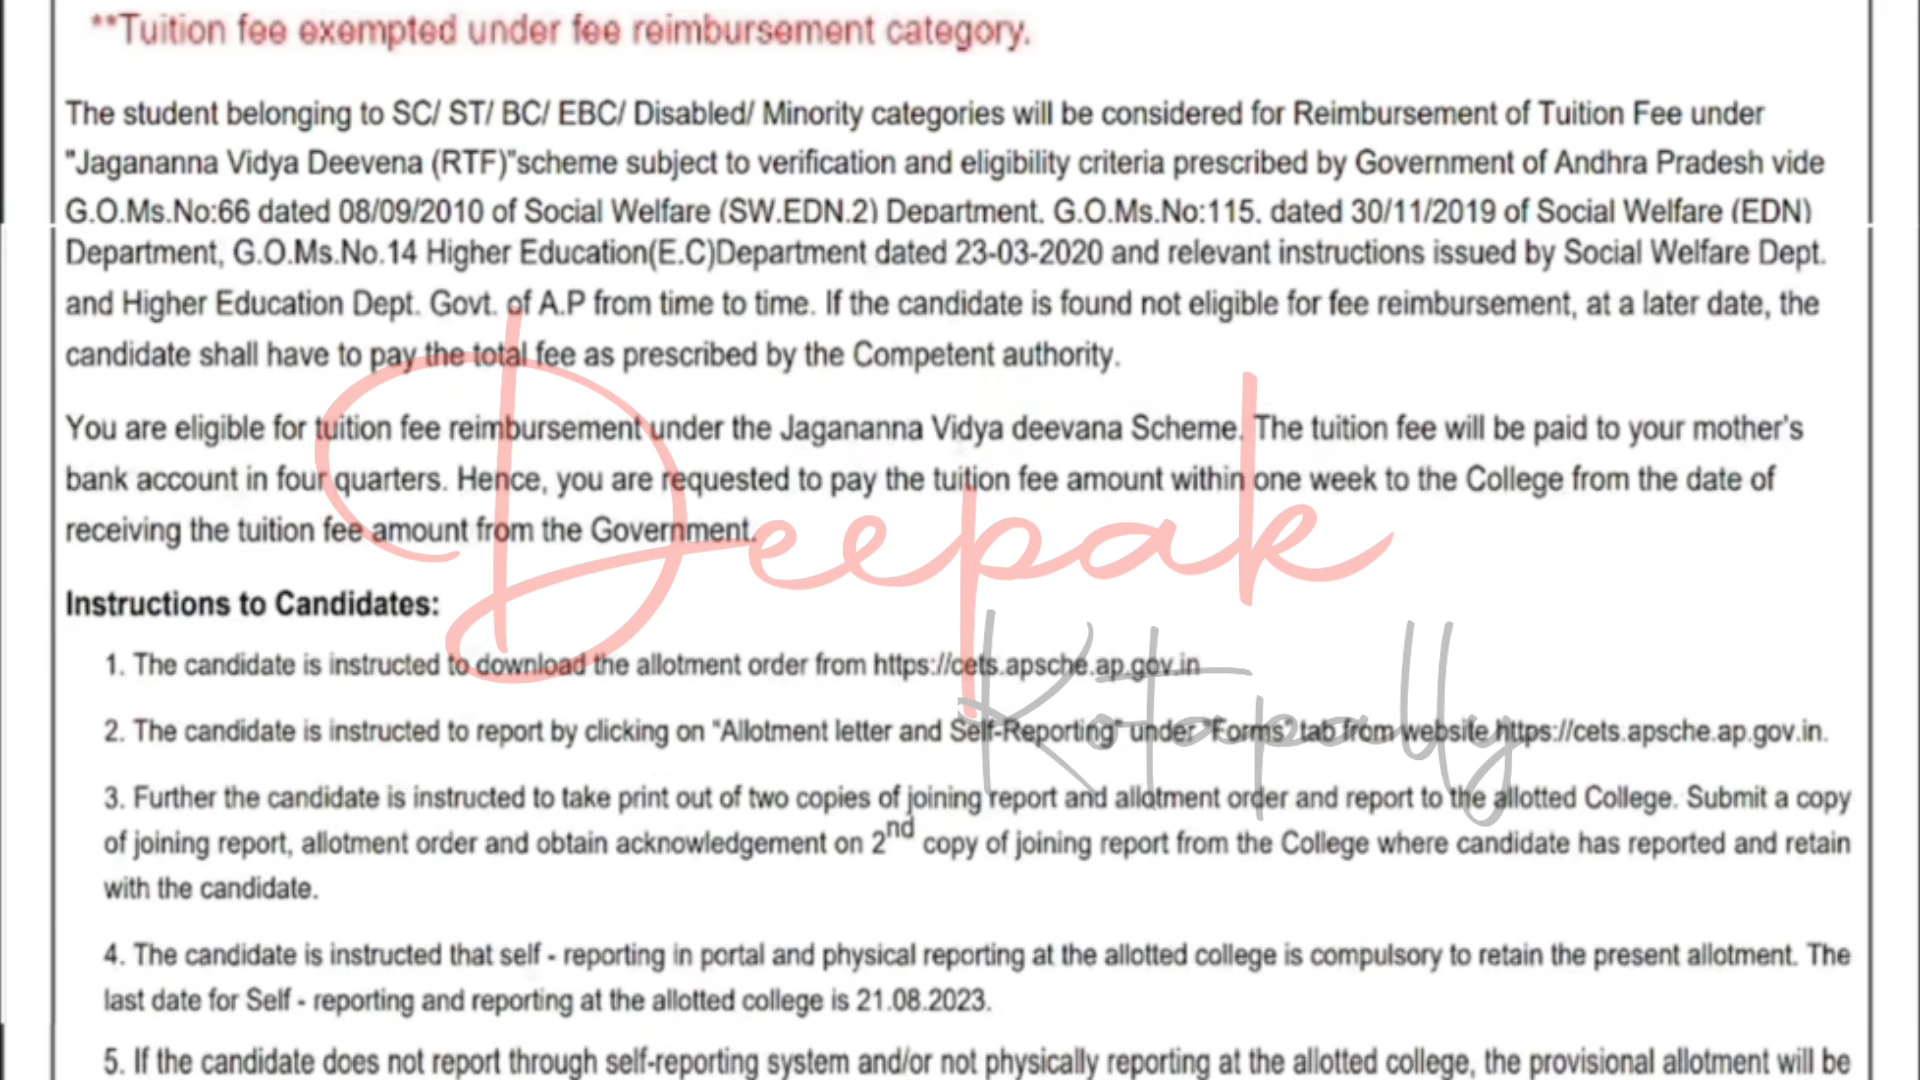 **Tuition fee exempted under fee reimbursement category.
The student belonging to SC/ ST/ BC/ EBC/ Disabled/ Minority categories will be considered for Reimbursement of Tuition Fee under
"Jagananna Vidya Deevena (RTF)"scheme subject to verification and eligibility criteria prescribed by Government of Andhra Pradesh vide
G.O.Ms.No:66 dated 08/09/2010 of Social Welfare (SW.EDN.2) Department, G.O.Ms.No:115, dated 30/11/2019 of Social Welfare (EDN)
Department, G.O.Ms.No.14 Higher Education(E.C)Department dated 23-03-2020 and relevant instructions issued by Social Welfare Dept.
and Higher Education Dept. Govt. of A.P from time to time. If the candidate is found not eligible for fee reimbursement, at a later date, the
candidate shall have to pay the total fee as prescribed by the Competent authority.
You are eligible for tuition fee reimbursement under the Jagananna Vidya deevana Scheme. The tuition fee will be paid to your mother's
bank account in four quarters. Hence, you are requested to pay the tuition fee amount within one week to the College from the date of
receiving the tuition fee amount from the Government.
Deepak
Kotapally
Instructions to Candidates:
1. The candidate is instructed to download the allotment order from https://cets.apsche.ap.gov.in
2. The candidate is instructed to report by clicking on "Allotment letter and Self-Reporting" under "Forms" tab from website https://cets.apsche.ap.gov.in.
3. Further the candidate is instructed to take print out of two copies of joining report and allotment order and report to the allotted College. Submit a copy
of joining report, allotment order and obtain acknowledgement on 2nd copy of joining report from the College where candidate has reported and retain
with the candidate.
4. The candidate is instructed that self - reporting in portal and physical reporting at the allotted college is compulsory to retain the present allotment. The
last date for Self - reporting and reporting at the allotted college is 21.08.2023.
5. If the candidate does not report through self-reporting system and/or not physically reporting at the allotted college, the provisional allotment will be